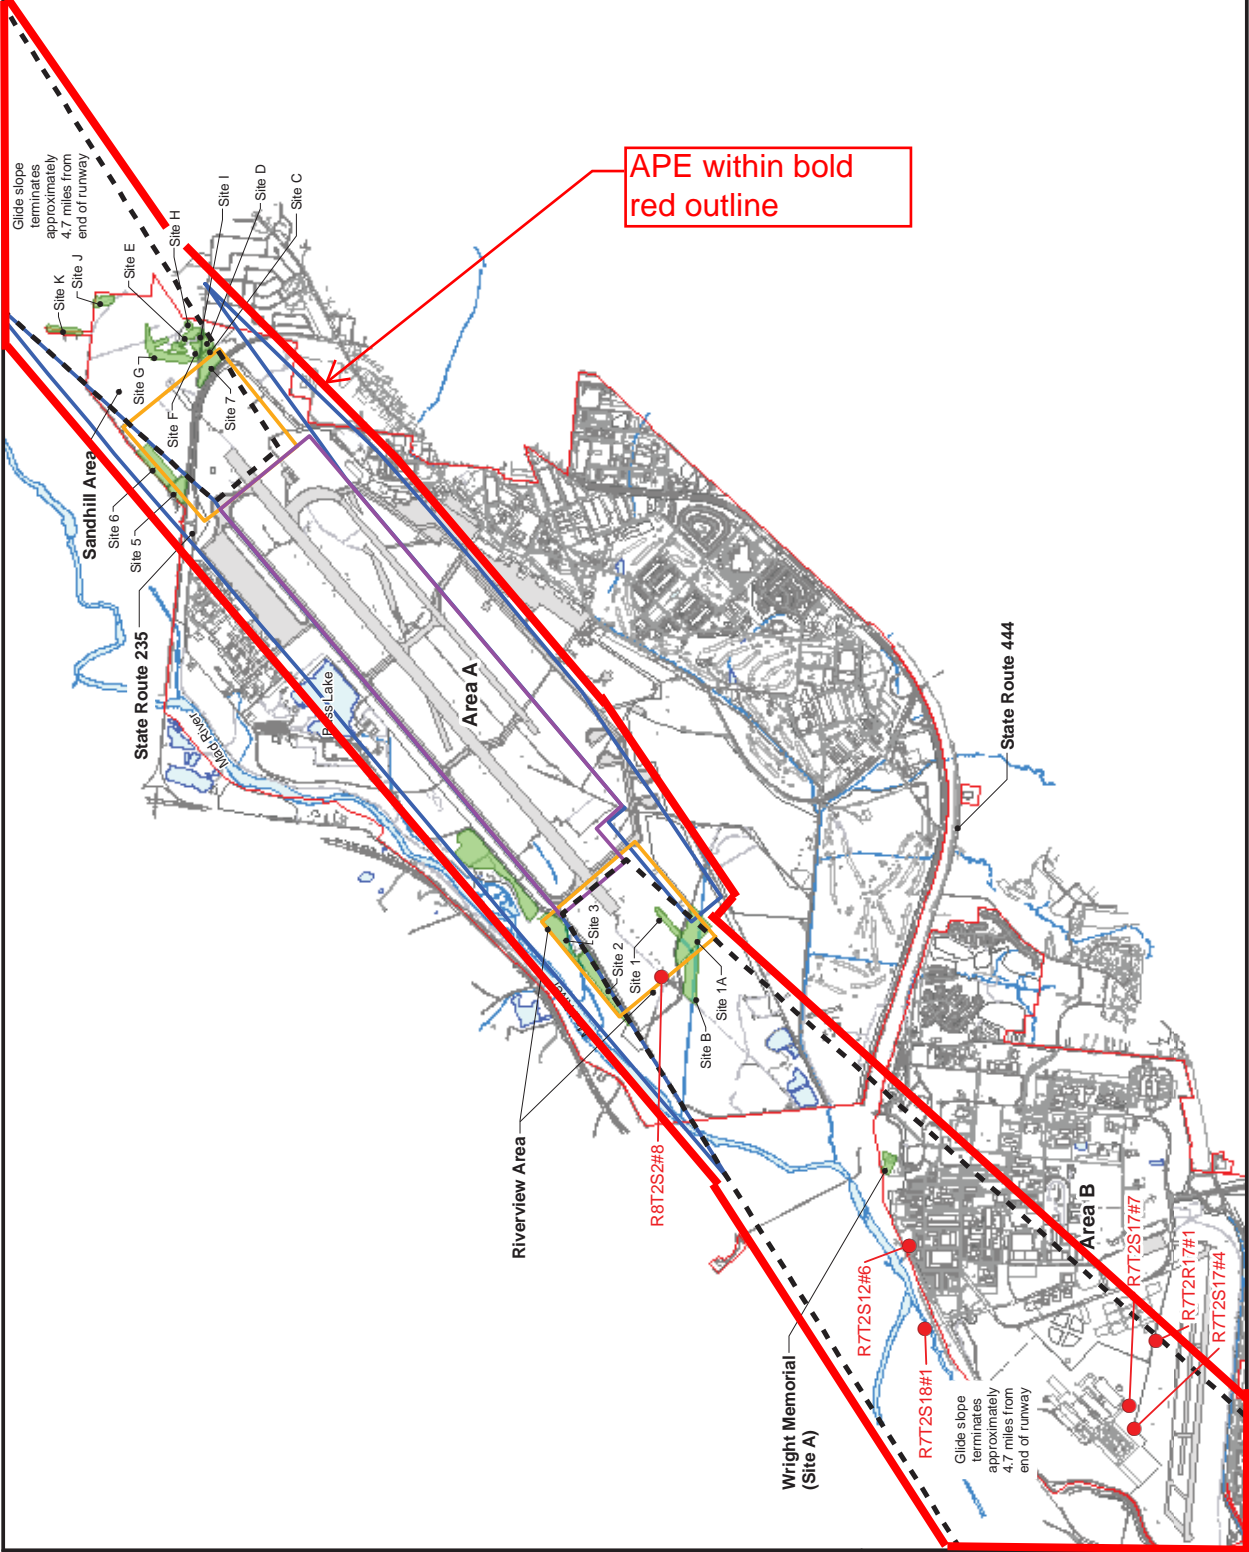 Glide slope
terminates
approximately
4.7 miles from
end of runway
Site K
Site J
Site E
Site H
Site I
Site D
Site C
Site G
Site F
Site 7
Sandhill Area
Site 6
Site 5
State Route 235
Mad River
Bass Lake
Area A
APE within bold
red outline
State Route 444
Site 3
Site 2
Site 1
Site 1A
Site B
Riverview Area
R8T2S2#8
Wright Memorial
(Site A)
R7T2S12#6
R7T2S18#1
Area B
R7T2S17#7
R7T2R17#1
R7T2S17#4
Glide slope
terminates
approximately
4.7 miles from
end of runway